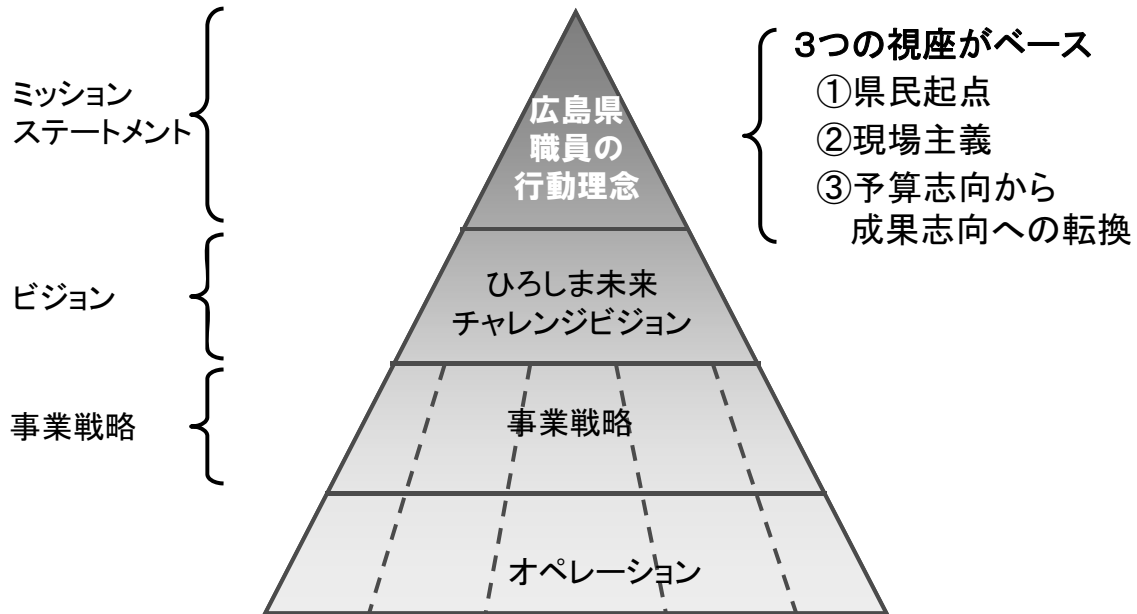 ミッション
ステートメント
広島県
職員の
行動理念
3つの視座がベース
①県民起点
②現場主義
③予算志向から
成果志向への転換
ビジョン
ひろしま未来
チャレンジビジョン
事業戦略
事業戦略
オペレーション